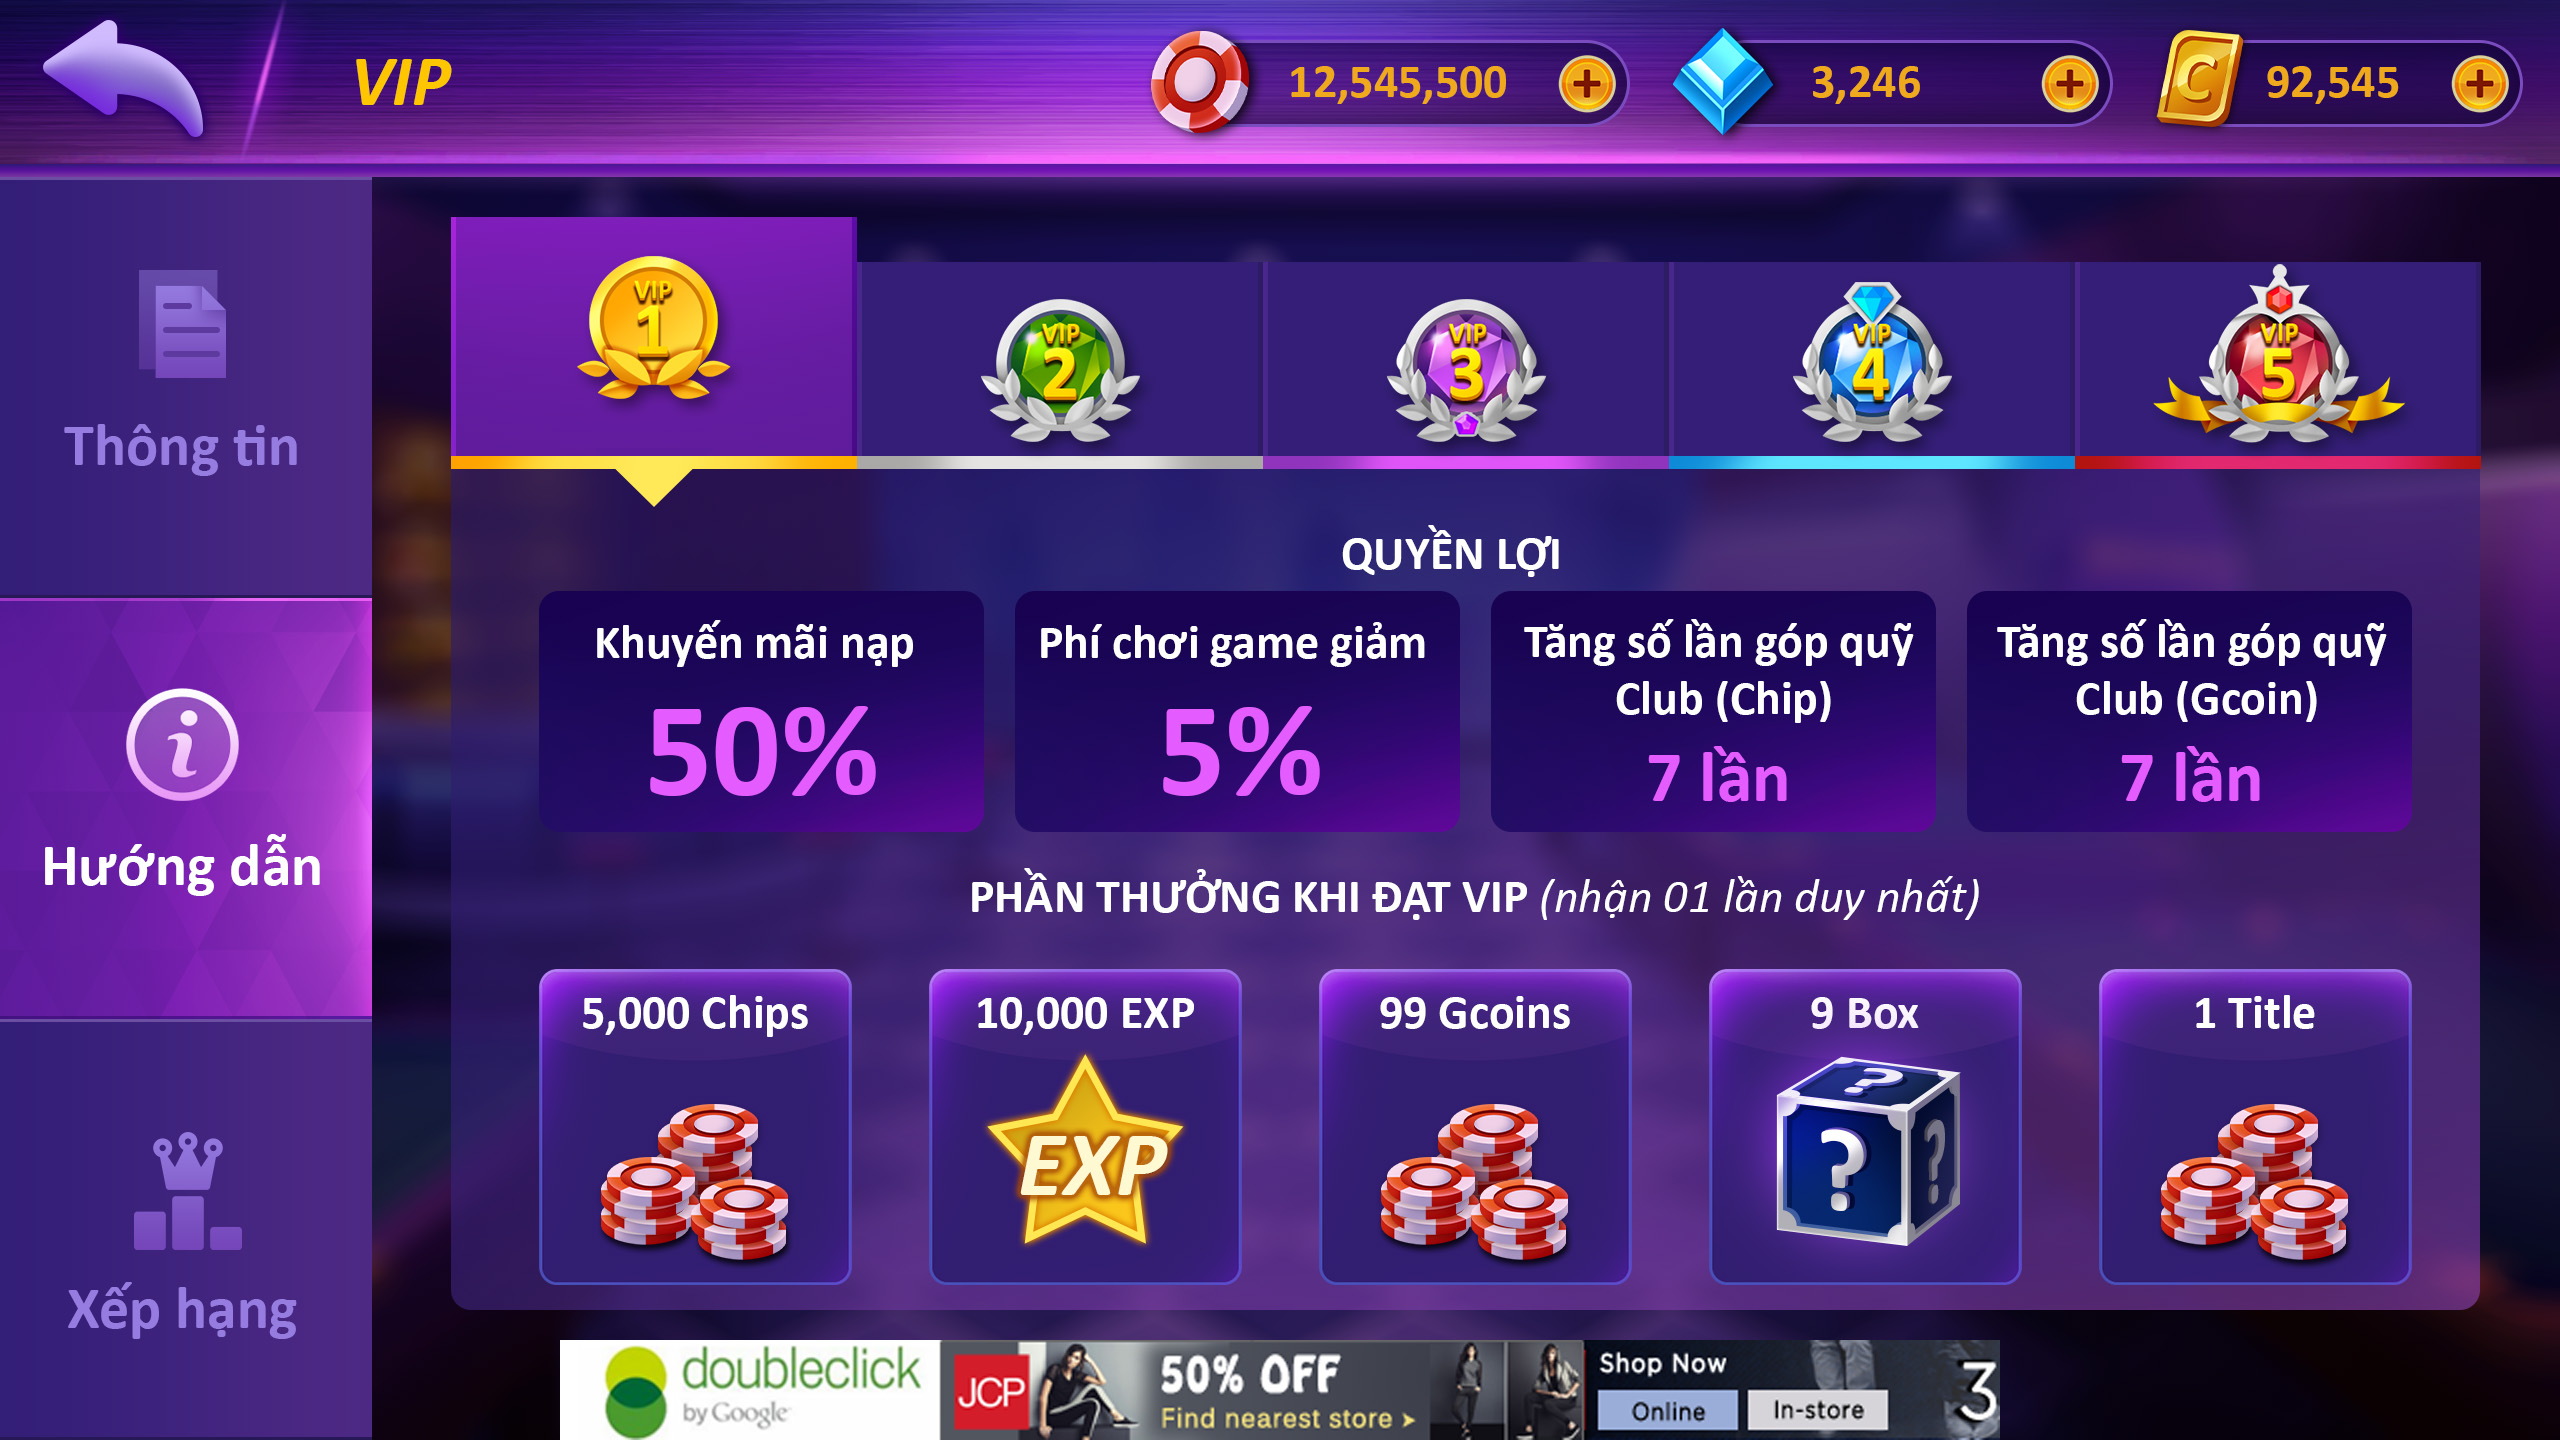 VIP
12,545,500
3,246
C
92,545
Thông tin
i
Hướng dẫn
Xếp hạng
VIP
1
VIP
2
VIP
3
VIP
4
VIP
5
QUYỀN LỢI
Khuyến mãi nạp
50%
Phí chơi game giảm
5%
Tăng số lần góp quỹ
Club (Chip)
7 lần
Tăng số lần góp quỹ
Club (Gcoin)
7 lần
PHẦN THƯỞNG KHI ĐẠT VIP (nhận 01 lần duy nhất)
5,000 Chips
10,000 EXP
EXP
99 Gcoins
9 Box
? ? ?
1 Title
doubleclick
by Google
JCP
50% OFF
Find nearest store
Shop Now
Online
In-store
3